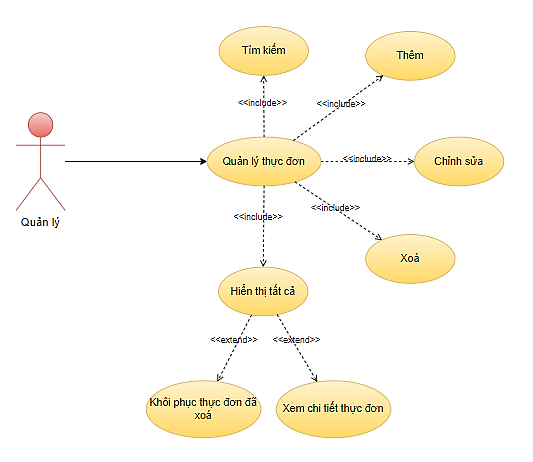 Tìm kiếm
Thêm
<<include>>
<<include>>
Quản lý thực đơn
<<include>>
Chỉnh sửa
Quản lý
<<include>>
<<include>>
Xoá
Hiển thị tất cả
<<extend>>
<<extend>>
Khôi phục thực đơn đã
xoá
Xem chi tiết thực đơn